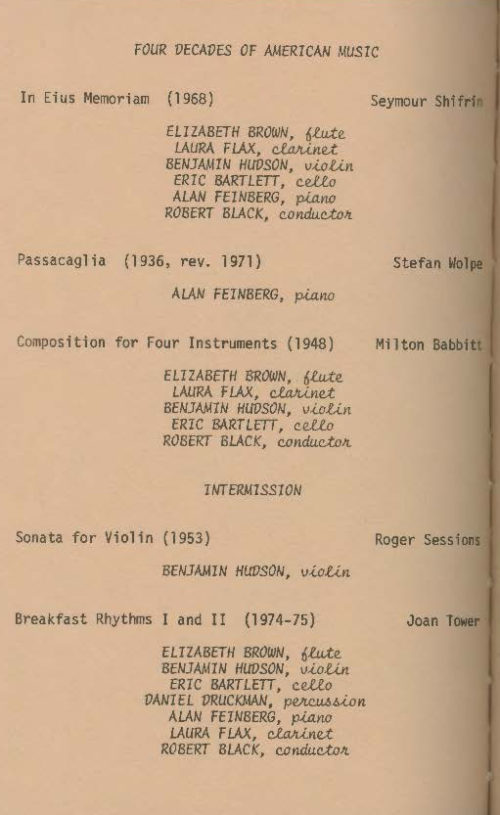 FOUR DECADES OF AMERICAN MUSIC
In Eius Memoriam (1968) Seymour Shifrin
ELIZABETH BROWN, flute
LAURA FLAX, clarinet
BENJAMIN HUDSON, violin
ERIC BARTLETT, cello
ALAN FEINBERG, piano
ROBERT BLACK, conductor
Passacaglia (1936, rev. 1971) Stefan Wolpe
ALAN FEINBERG, piano
Composition for Four Instruments (1948) Milton Babbitt
ELIZABETH BROWN, flute
LAURA FLAX, clarinet
BENJAMIN HUDSON, violin
ERIC BARTLETT, cello
ROBERT BLACK, conductor
INTERMISSION
Sonata for Violin (1953) Roger Sessions
BENJAMIN HUDSON, violin
Breakfast Rhythms I and II (1974-75) Joan Tower
ELIZABETH BROWN, flute
BENJAMIN HUDSON, violin
ERIC BARTLETT, cello
DANIEL DRUCKMAN, percussion
ALAN FEINBERG, piano
LAURA FLAX, clarinet
ROBERT BLACK, conductor